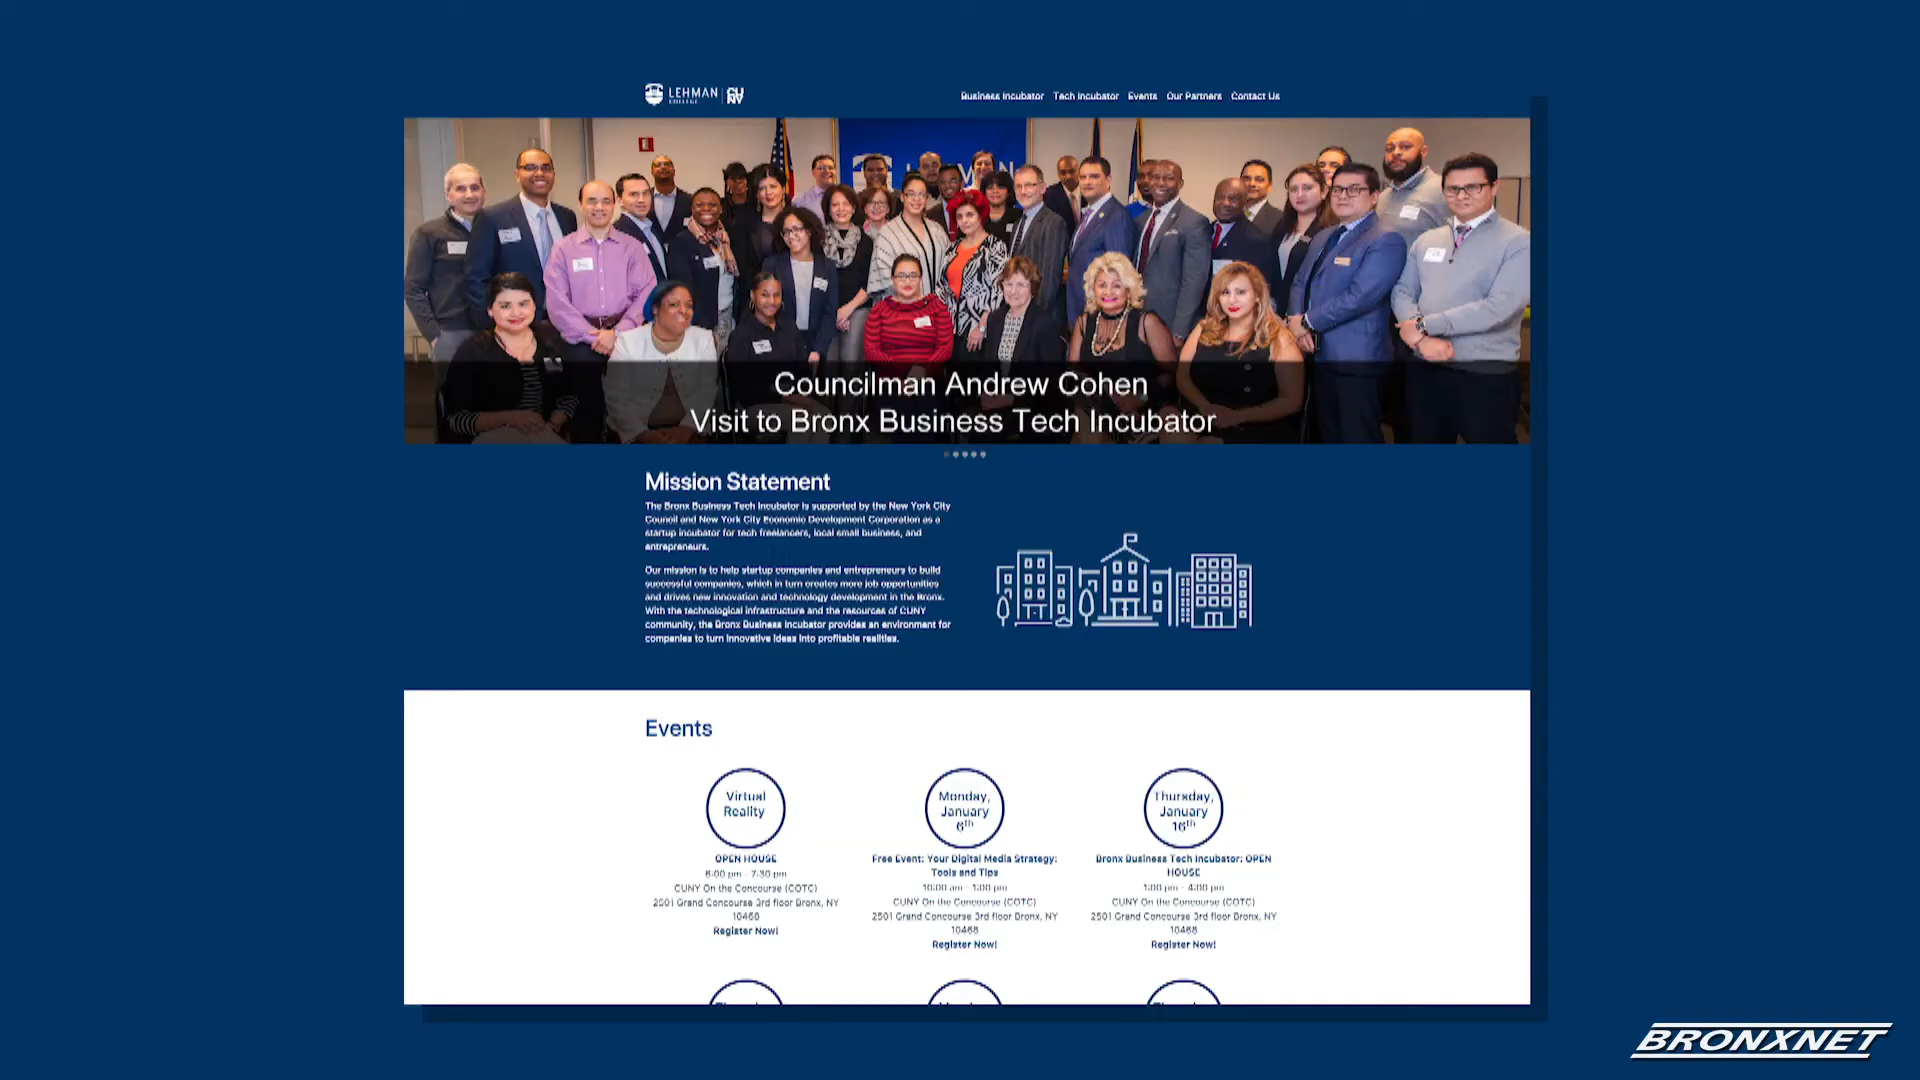 LEHMAN COLLEGE | CU NY
Business Incubator Tech Incubator Events Our Partners Contact Us
Councilman Andrew Cohen
Visit to Bronx Business Tech Incubator
Mission Statement
The Bronx Business Tech Incubator is supported by the New York City
Council and New York City Economic Development Corporation as a
startup incubator for tech freelancers, local small business, and
entrepreneurs.
Our mission is to help startup companies and entrepreneurs to build
successful companies, which in turn creates more job opportunities
and drives new innovation and technology development in the Bronx.
With the technological infrastructure and the resources of CUNY
community, the Bronx Business Incubator provides an environment for
companies to turn innovative ideas into profitable realities.
Events
Virtual
Reality
OPEN HOUSE
6:00 pm - 7:30 pm
CUNY On the Concourse (COTC)
2501 Grand Concourse 3rd floor Bronx, NY
10468
Register Now!
Monday,
January
6th
Free Event: Your Digital Media Strategy:
Tools and Tips
10:00 am - 1:00 pm
CUNY On the Concourse (COTC)
2501 Grand Concourse 3rd floor Bronx, NY
10468
Register Now!
Thursday,
January
16th
Bronx Business Tech Incubator: OPEN
HOUSE
1:00 pm - 4:00 pm
CUNY On the Concourse (COTC)
2501 Grand Concourse 3rd floor Bronx, NY
10468
Register Now!
BRONXNET